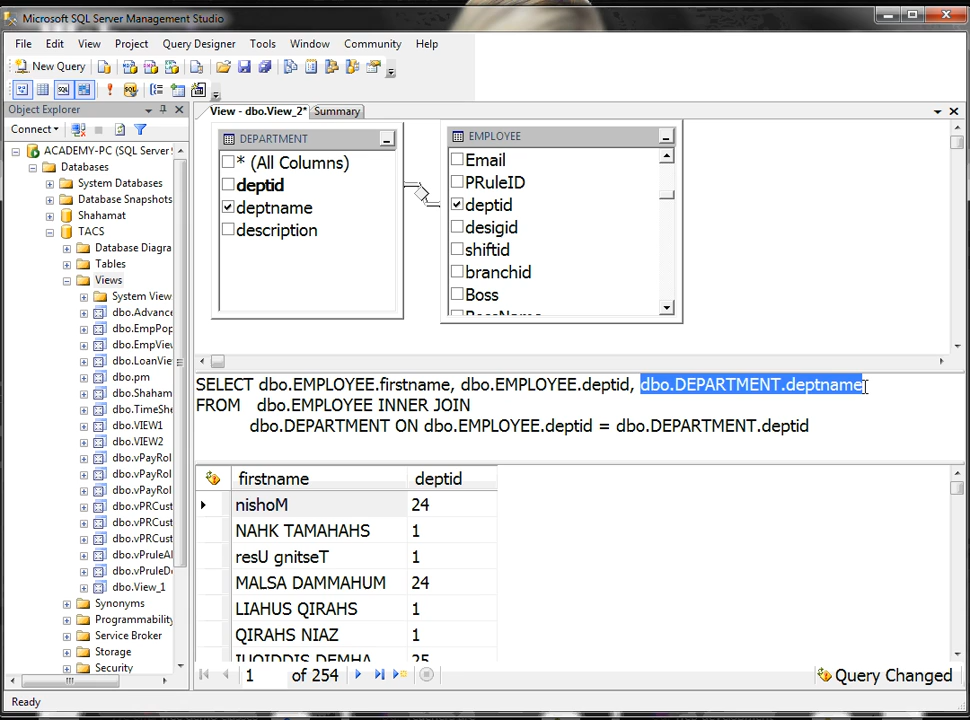 Microsoft SQL Server Management Studio
File Edit View Project Query Designer Tools Window Community Help
New Query
Object Explorer
View - dbo.View_2* Summary
Connect
ACADEMY-PC (SQL Server
Databases
System Databases
Database Snapshots
Shahamat
TACS
Database Diagra
Tables
Views
System View
dbo.Advance
dbo.EmpPop
dbo.EmpView
dbo.LoanVie
dbo.pm
dbo.Sham
dbo.TimeShe
dbo.VIEW1
dbo.VIEW2
dbo.vPayRol
dbo.vPayRol
dbo.vPayRol
dbo.vPRCust
dbo.vPRCust
dbo.vPRCust
dbo.vPruleAl
dbo.vPruleDe
dbo.View_1
Synonyms
Programmability
Service Broker
Storage
Security
DEPARTMENT
* (All Columns)
deptid
deptname
description
EMPLOYEE
Email
PRuleID
deptid
desigid
shiftid
branchid
Boss
BossName
SELECT dbo.EMPLOYEE.firstname, dbo.EMPLOYEE.deptid, dbo.DEPARTMENT.deptname
FROM dbo.EMPLOYEE INNER JOIN
dbo.DEPARTMENT ON dbo.EMPLOYEE.deptid = dbo.DEPARTMENT.deptid
firstname deptid
nishoM 24
NAHK TAMAHAHS 1
resU gnitseT 1
MALSA DAMMAHUM 24
LIAHUS QIRAHS 1
QIRAHS NIAZ 1
IUQIDDIS DEMHA 25
1 of 254
Query Changed
Ready